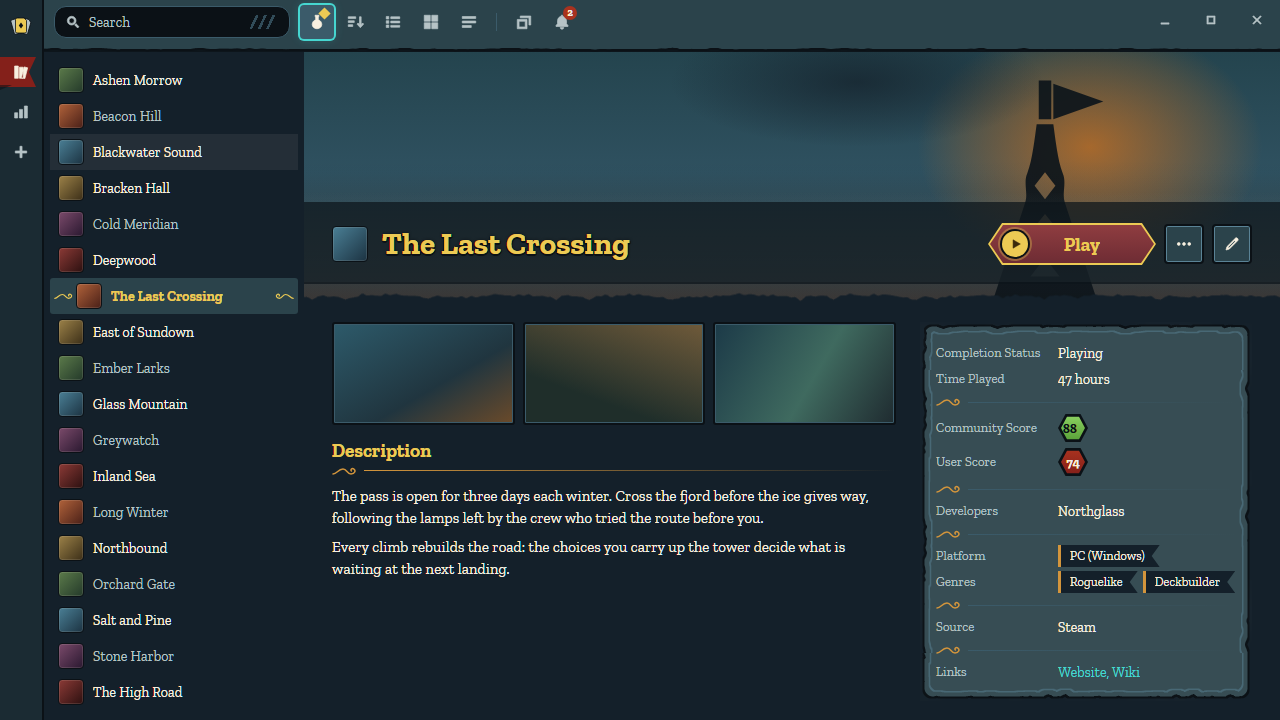 Search
2
Ashen Morrow
Beacon Hill
Blackwater Sound
Bracken Hall
Cold Meridian
Deepwood
The Last Crossing
East of Sundown
Ember Larks
Glass Mountain
Greywatch
Inland Sea
Long Winter
Northbound
Orchard Gate
Salt and Pine
Stone Harbor
The High Road
The Last Crossing
Play
Description
The pass is open for three days each winter. Cross the fjord before the ice gives way,
following the lamps left by the crew who tried the route before you.
Every climb rebuilds the road: the choices you carry up the tower decide what is
waiting at the next landing.
Completion Status Playing
Time Played 47 hours
Community Score 88
User Score 74
Developers Northglass
Platform PC (Windows)
Genres Roguelike Deckbuilder
Source Steam
Links Website, Wiki